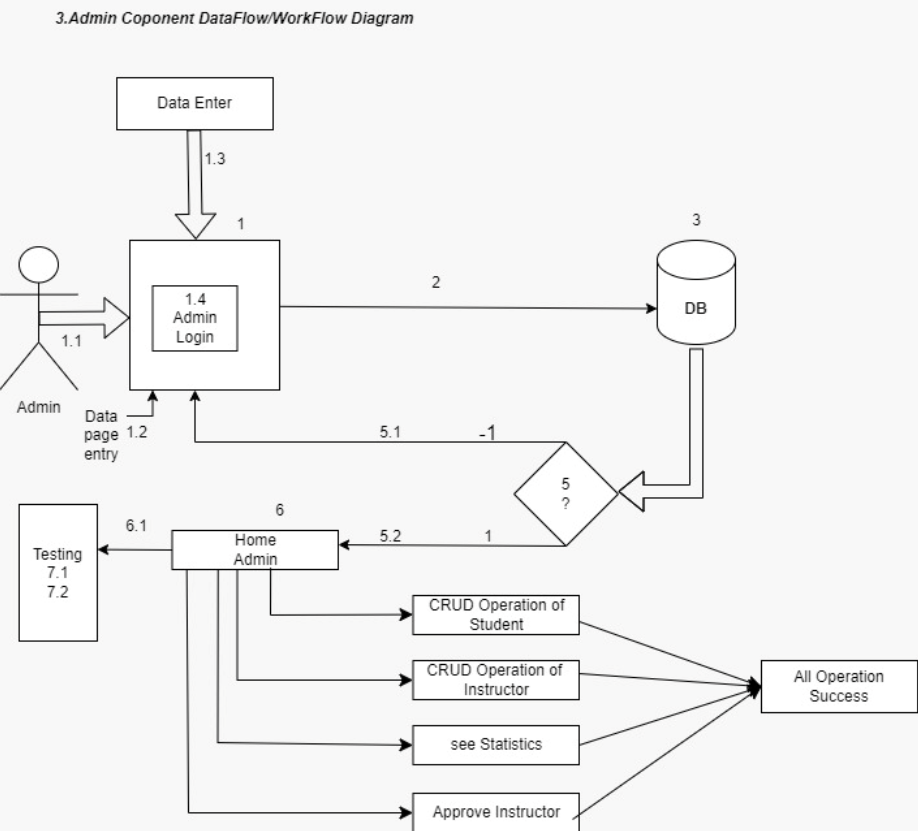 3.Admin Coponent DataFlow/WorkFlow Diagram
Data Enter
1.3
1
3
1.4
Admin
Login
2
DB
1.1
Admin
Data
page 1.2
entry
5.1
-1
5
?
6
6.1
Home
Admin
5.2
1
Testing
7.1
7.2
CRUD Operation of
Student
CRUD Operation of
Instructor
All Operation
Success
see Statistics
Approve Instructor